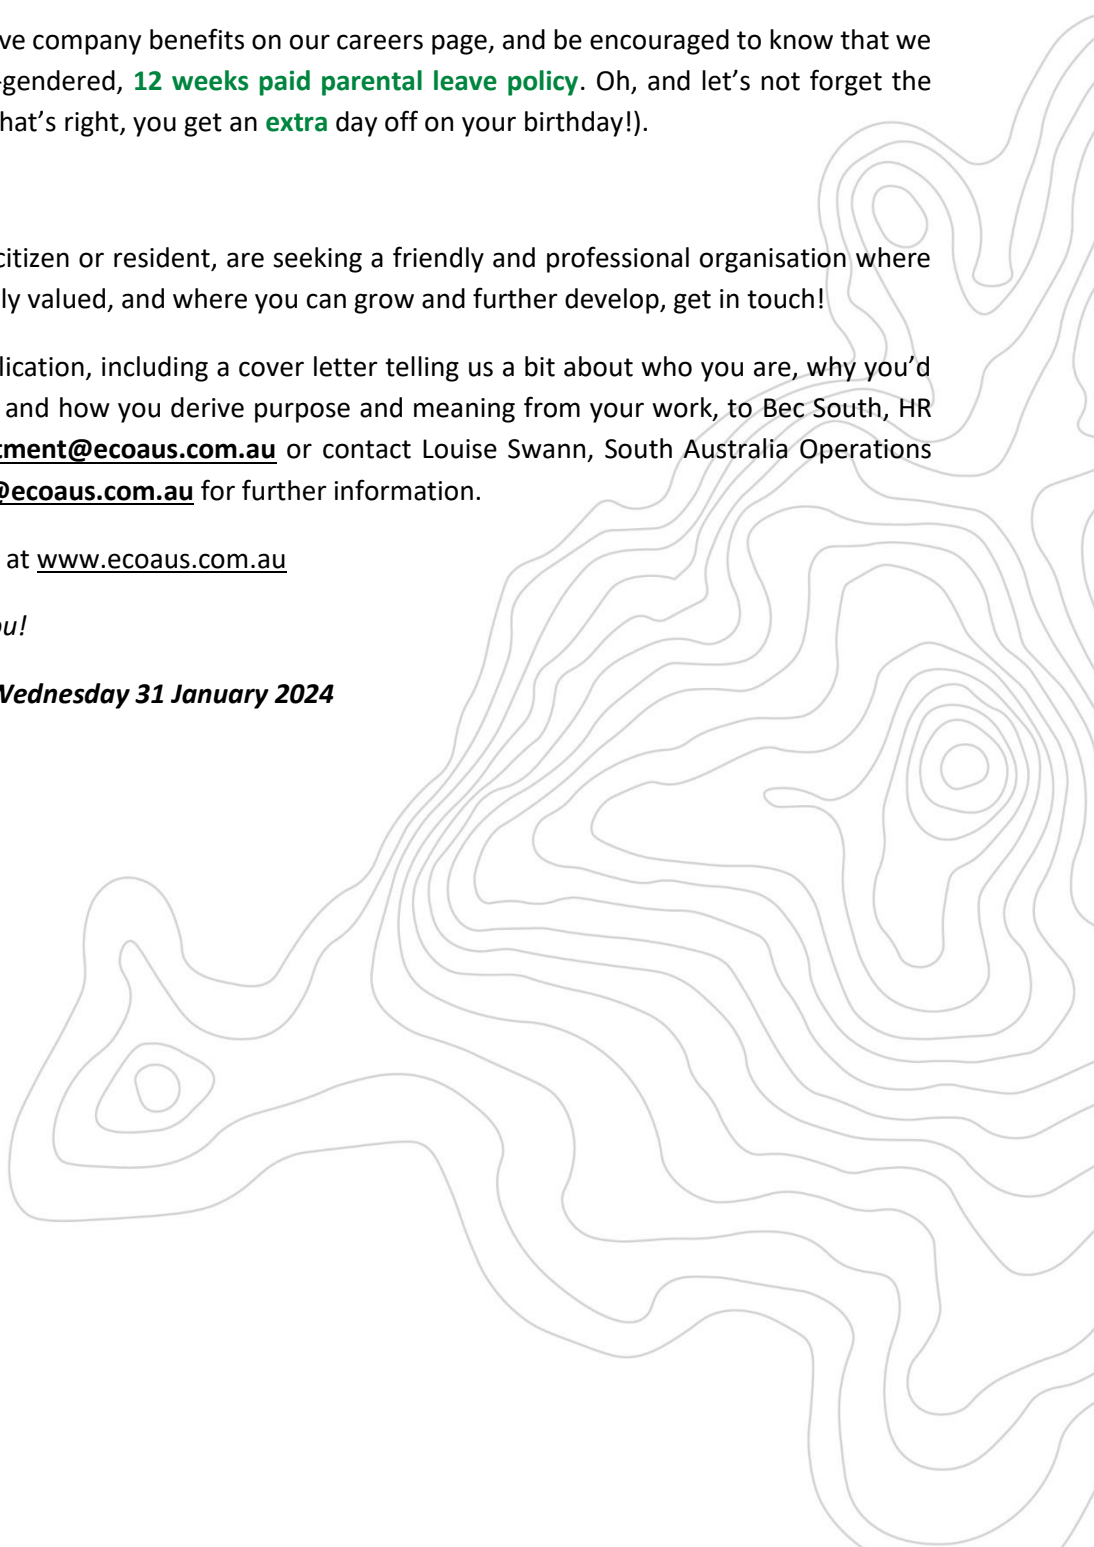 ve company benefits on our careers page, and be encouraged to know that we
-gendered, 12 weeks paid parental leave policy. Oh, and let’s not forget the
hat’s right, you get an extra day off on your birthday!).
citizen or resident, are seeking a friendly and professional organisation where
ly valued, and where you can grow and further develop, get in touch!
lication, including a cover letter telling us a bit about who you are, why you’d
and how you derive purpose and meaning from your work, to Bec South, HR
tment@ecoaus.com.au or contact Louise Swann, South Australia Operations
@ecoaus.com.au for further information.
at www.ecoaus.com.au
ou!
Wednesday 31 January 2024